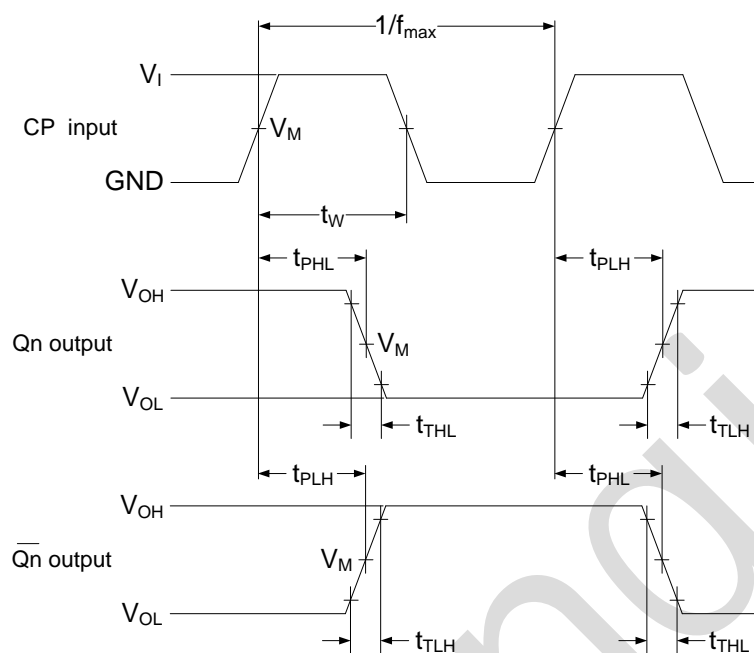 1/fmax
VI
CP input
VM
GND
tW
tPHL
tPLH
VOH
Qn output
VM
VOL
tTHL
tTLH
tPLH
tPHL
VOH
Q̅n̅ output
VM
VOL
tTLH
tTHL